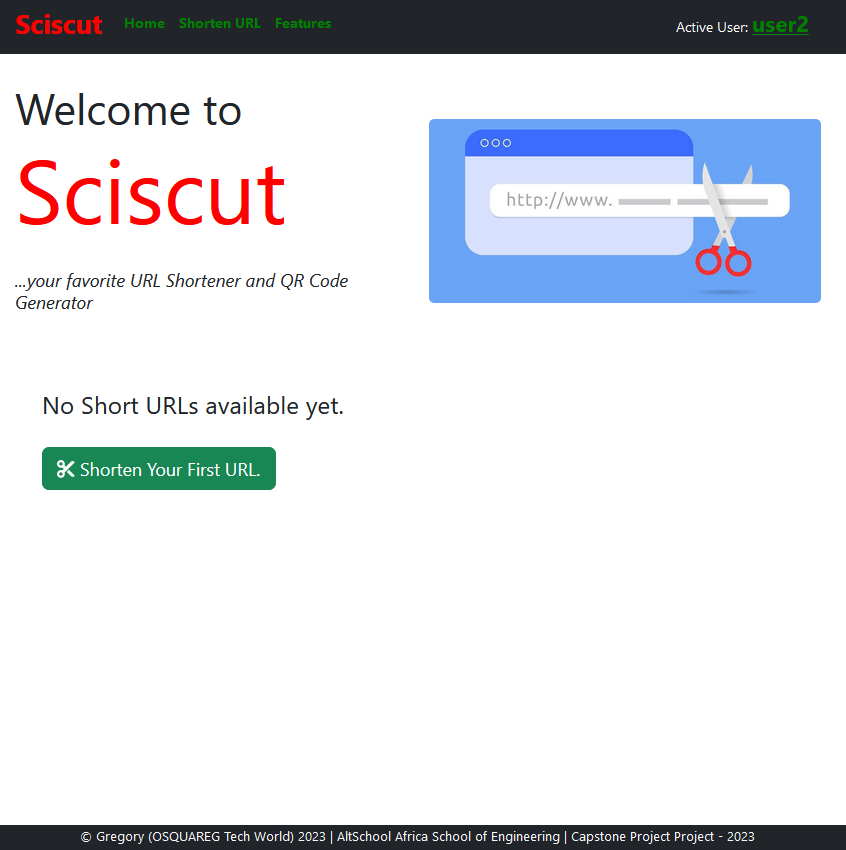 Sciscut Home Shorten URL Features Active User: user2
Welcome to
Sciscut
...your favorite URL Shortener and QR Code
Generator
http://www.
No Short URLs available yet.
Shorten Your First URL.
© Gregory (OSQUAREG Tech World) 2023 | AltSchool Africa School of Engineering | Capstone Project Project - 2023